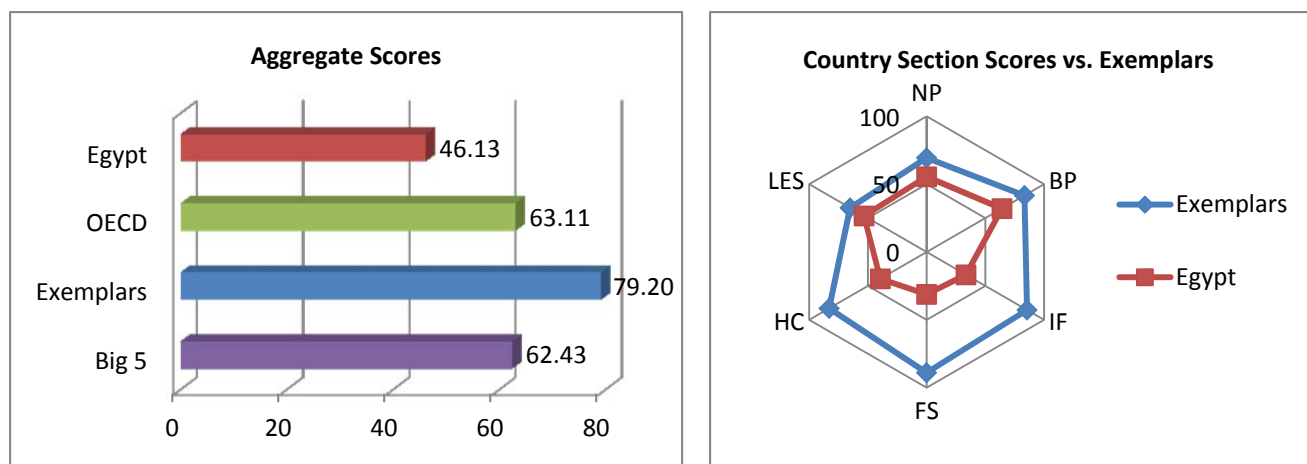 Aggregate Scores
Egypt
46.13
OECD
63.11
Exemplars
79.20
Big 5
62.43
0 20 40 60 80
Country Section Scores vs. Exemplars
NP
100
LES
50
BP
0
HC
IF
FS
Exemplars
Egypt